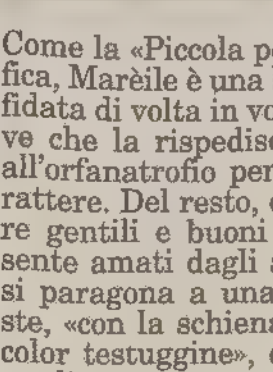 Come la «Piccola p
fica, Marèile è una
fidata di volta in vo
ve che la rispedis
all'orfanatrofio per
rattere. Del resto,
re gentili e buoni
sente amati dagli
si paragona a una
ste, «con la schiena
color testuggine»,